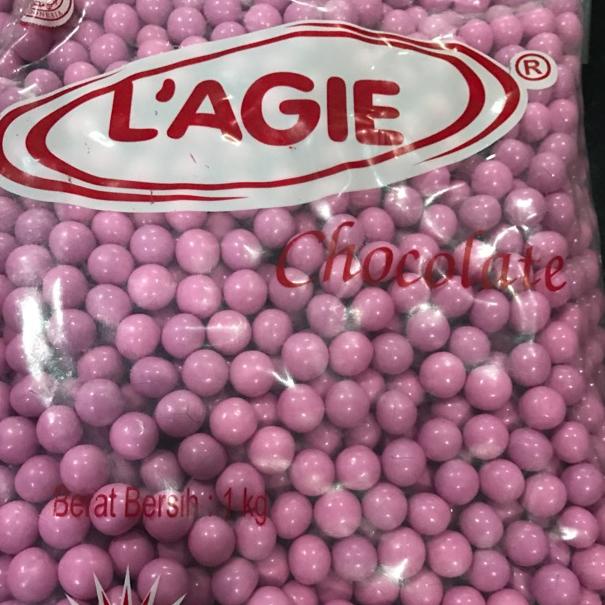 L'AGIE ®
Chocolate
Berat Bersih : 1 kg